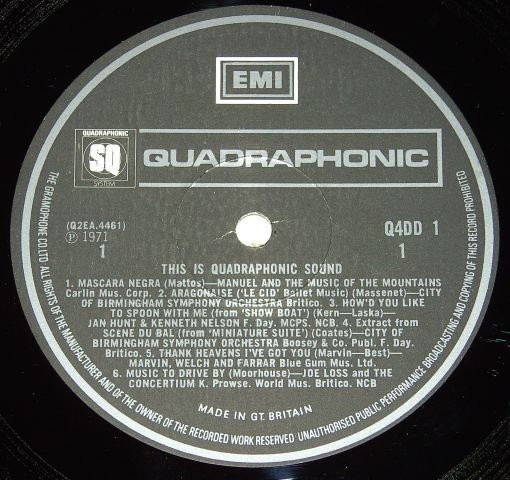 EMI
QUADRAPHONIC
SQ
SYSTEM
QUADRAPHONIC
(Q2EA.4461)
Ⓟ 1971
1
Q4DD 1
1
THIS IS QUADRAPHONIC SOUND
1. MASCARA NEGRA (Mattos)—MANUEL AND THE MUSIC OF THE MOUNTAINS
Carlin Mus. Corp. 2. ARAGONAISE ('LE CID' Ballet Music) (Massenet)—CITY
OF BIRMINGHAM SYMPHONY ORCHESTRA Britico. 3. HOW'D YOU LIKE
TO SPOON WITH ME (from 'SHOW BOAT') (Kern—Laska)—
JAN HUNT & KENNETH NELSON F. Day. MCPS, NCB. 4. Extract from
SCENE DU BAL (from 'MINIATURE SUITE') (Coates)—CITY OF
BIRMINGHAM SYMPHONY ORCHESTRA Boosey & Co. Publ. F. Day.
Britico. 5. THANK HEAVENS I'VE GOT YOU (Marvin—Best)—
MARVIN, WELCH AND FARRAR Blue Gum Mus. Ltd.
6. MUSIC TO DRIVE BY (Moorhouse)—JOE LOSS and THE
CONCERTIUM K. Prowse. World Mus. Britico. NCB
MADE IN GT. BRITAIN
THE GRAMOPHONE CO. LTD. ALL RIGHTS OF THE MANUFACTURER AND OF THE OWNER OF THE RECORDED WORK RESERVED UNAUTHORISED PUBLIC PERFORMANCE BROADCASTING AND COPYING OF THIS RECORD PROHIBITED